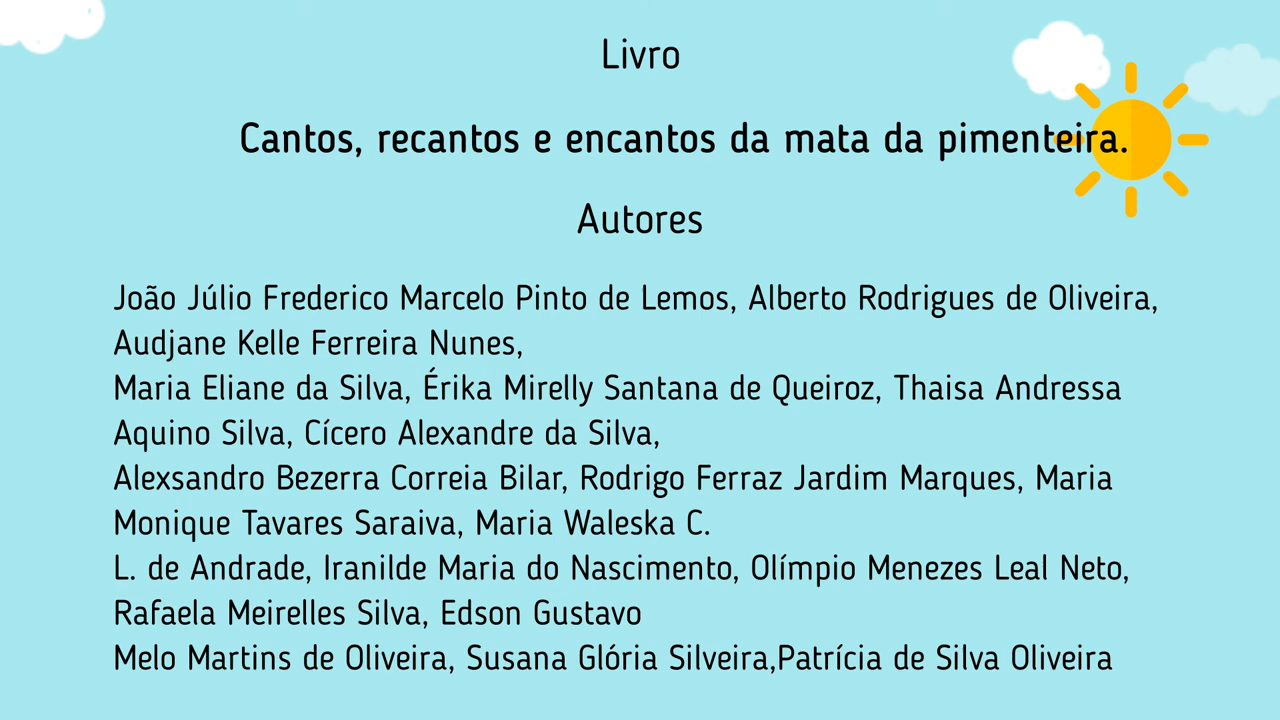 Livro
Cantos, recantos e encantos da mata da pimenteira.
Autores
João Júlio Frederico Marcelo Pinto de Lemos, Alberto Rodrigues de Oliveira,
Audjane Kelle Ferreira Nunes,
Maria Eliane da Silva, Érika Mirelly Santana de Queiroz, Thaisa Andressa
Aquino Silva, Cícero Alexandre da Silva,
Alexsandro Bezerra Correia Bilar, Rodrigo Ferraz Jardim Marques, Maria
Monique Tavares Saraiva, Maria Waleska C.
L. de Andrade, Iranilde Maria do Nascimento, Olímpio Menezes Leal Neto,
Rafaela Meirelles Silva, Edson Gustavo
Melo Martins de Oliveira, Susana Glória Silveira,Patrícia de Silva Oliveira